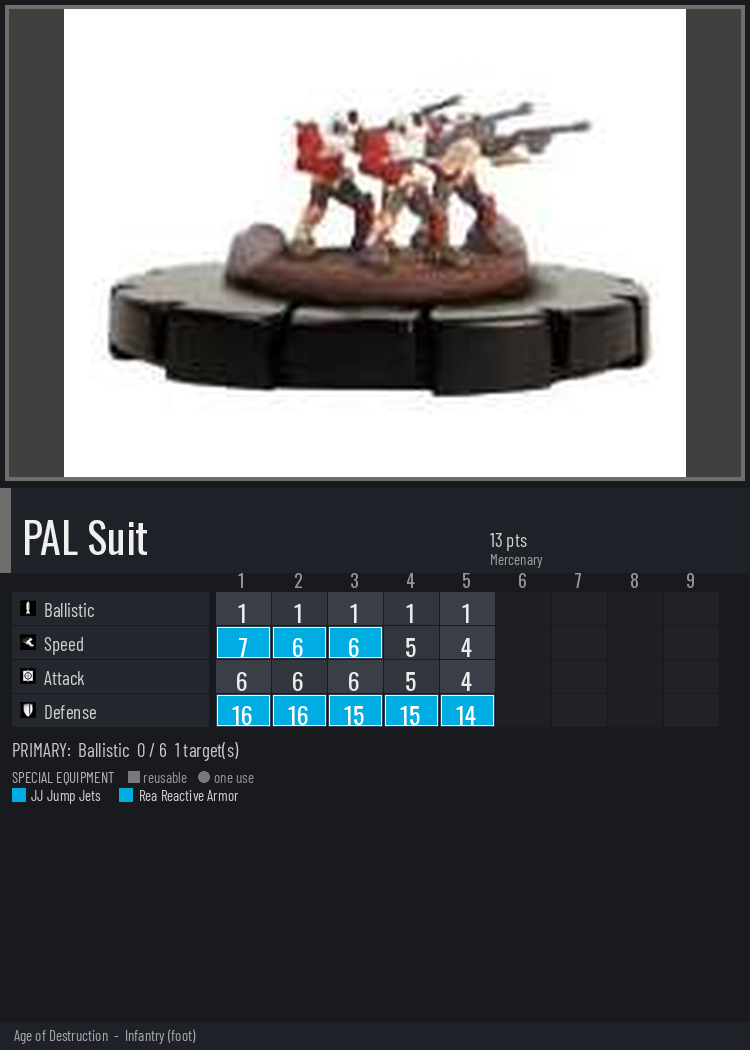 PAL Suit
13 pts
Mercenary
1 2 3 4 5 6 7 8 9
Ballistic 1 1 1 1 1
Speed 7 6 6 5 4
Attack 6 6 6 5 4
Defense 16 16 15 15 14
PRIMARY: Ballistic 0 / 6 1 target(s)
SPECIAL EQUIPMENT reusable one use
JJ Jump Jets Rea Reactive Armor
Age of Destruction - Infantry (foot)